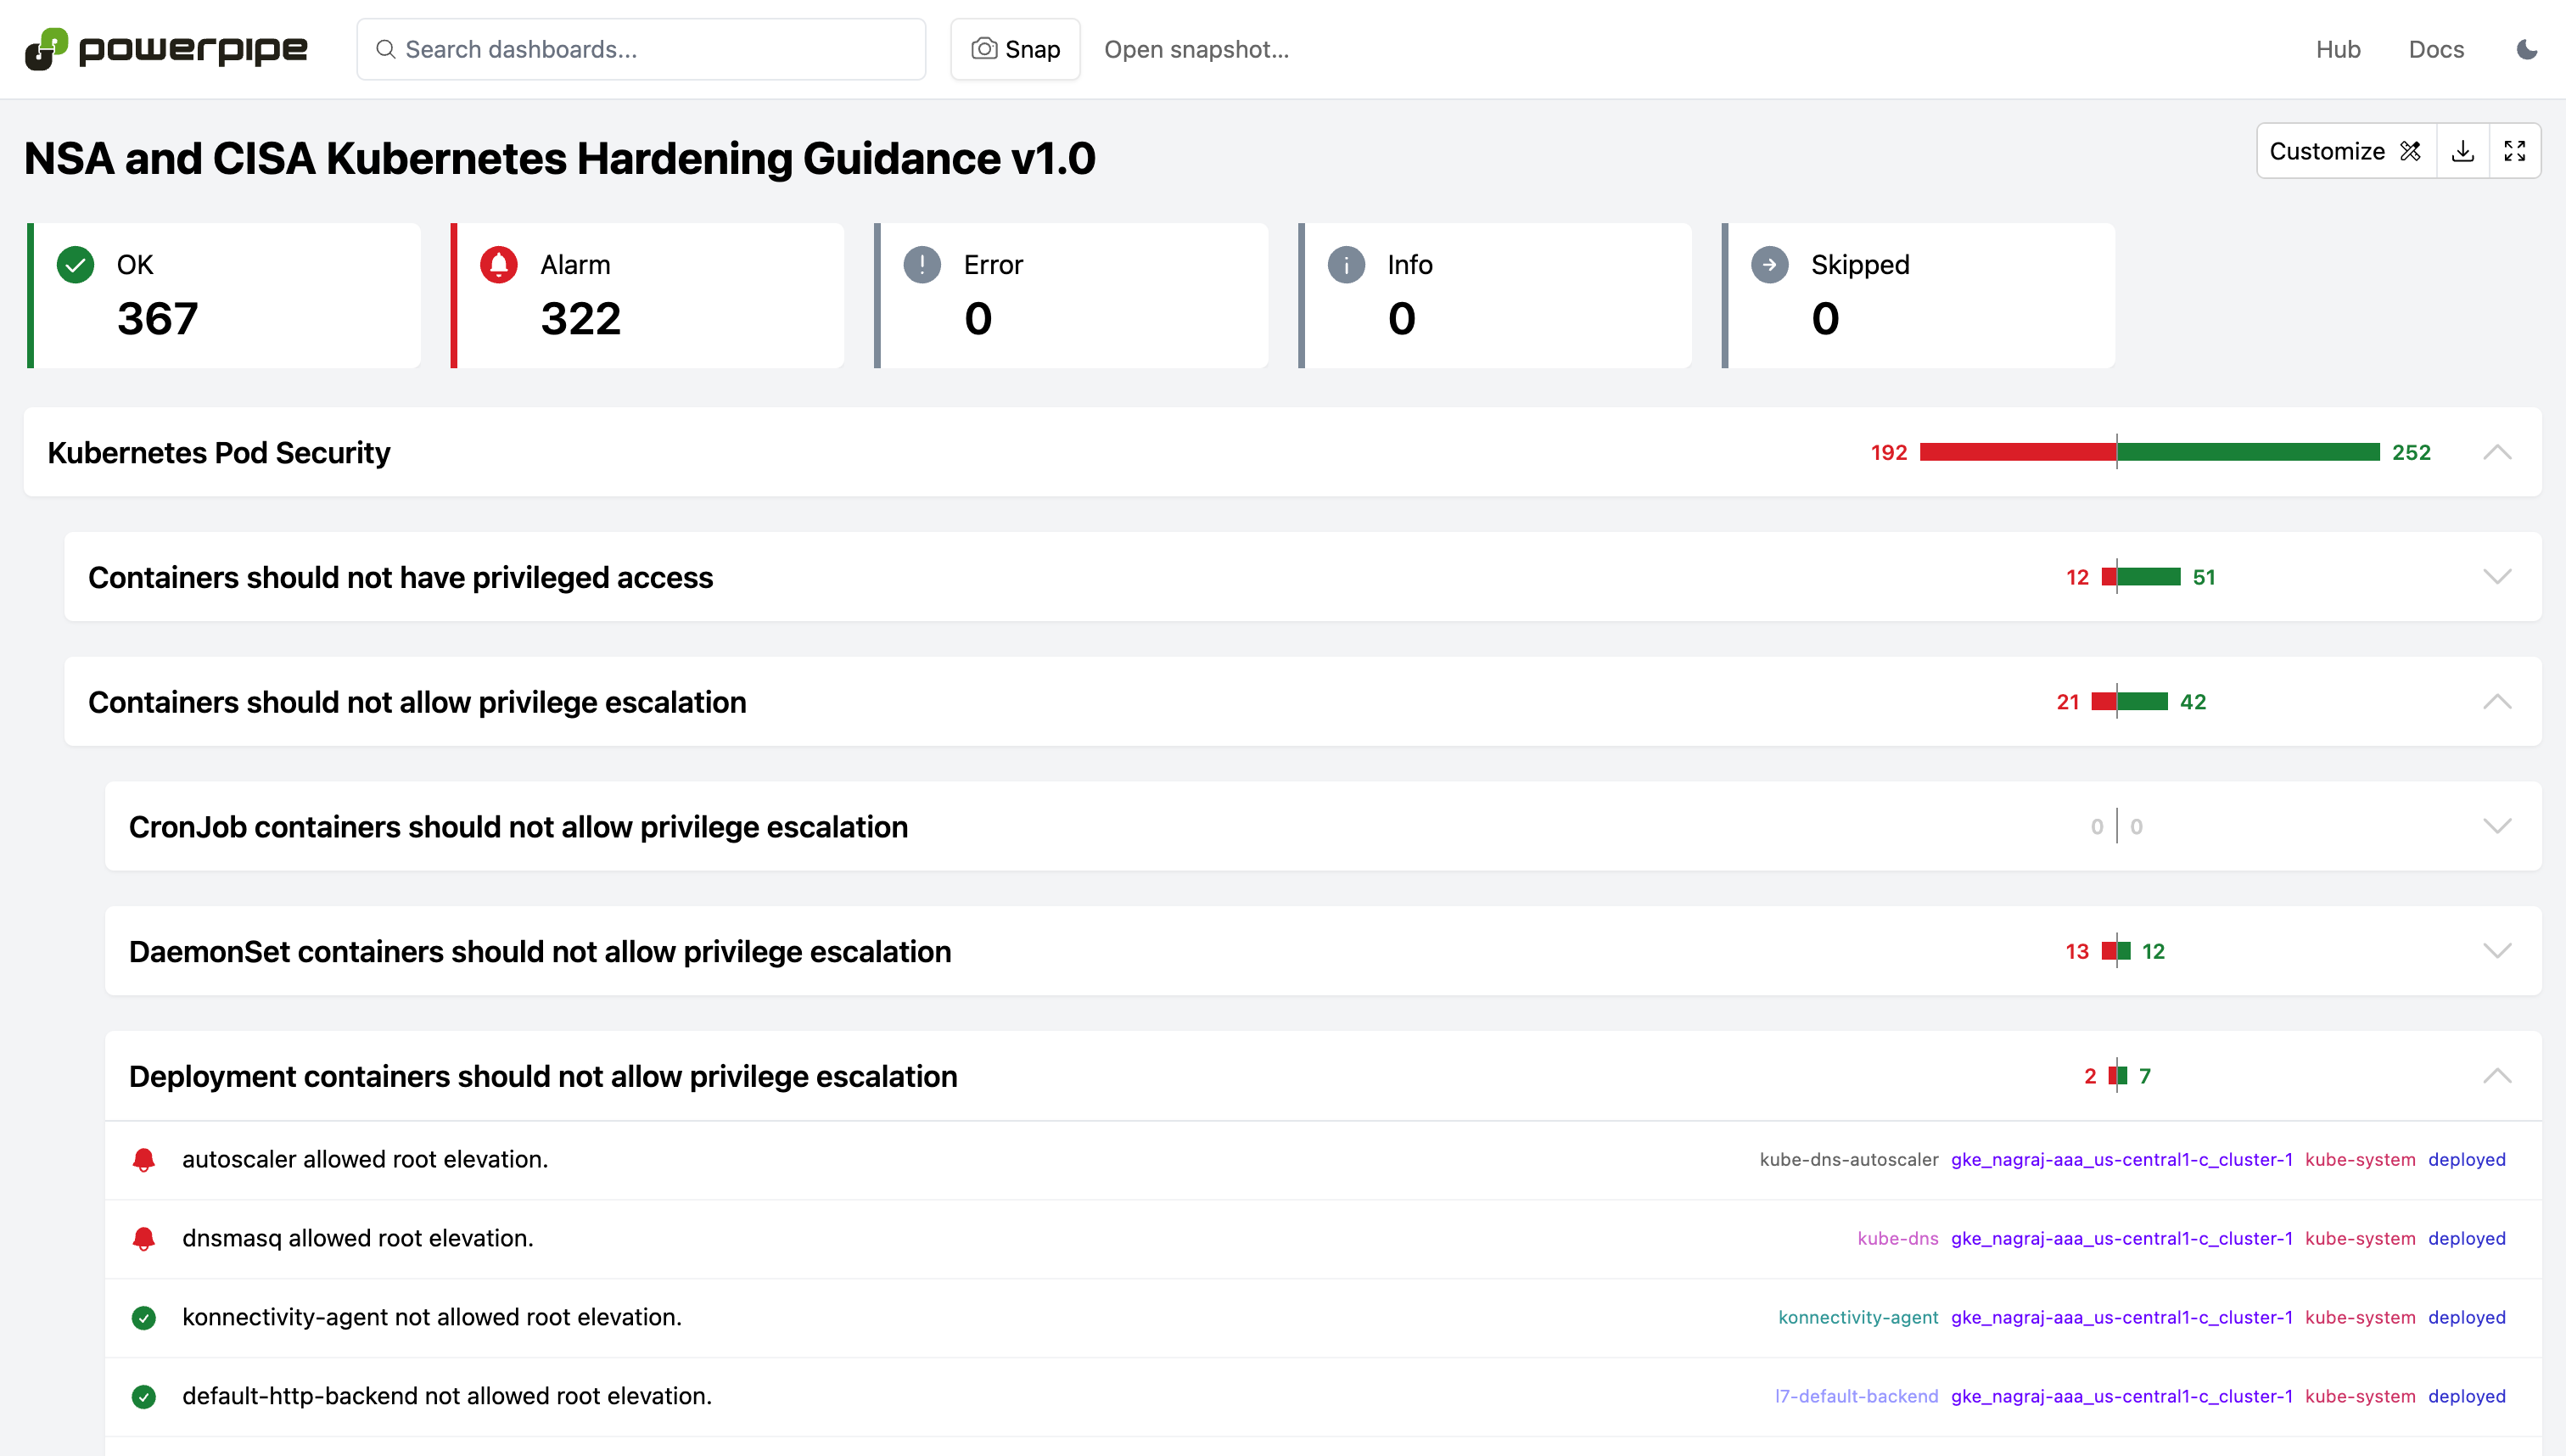 powerpipe
Search dashboards...
Snap
Open snapshot...
Hub
Docs
NSA and CISA Kubernetes Hardening Guidance v1.0
Customize
OK
367
Alarm
322
Error
0
Info
0
Skipped
0
Kubernetes Pod Security
192
252
Containers should not have privileged access
12
51
Containers should not allow privilege escalation
21
42
CronJob containers should not allow privilege escalation
0
0
DaemonSet containers should not allow privilege escalation
13
12
Deployment containers should not allow privilege escalation
2
7
autoscaler allowed root elevation.
kube-dns-autoscaler gke_nagraj-aaa_us-central1-c_cluster-1 kube-system deployed
dnsmasq allowed root elevation.
kube-dns gke_nagraj-aaa_us-central1-c_cluster-1 kube-system deployed
konnectivity-agent not allowed root elevation.
konnectivity-agent gke_nagraj-aaa_us-central1-c_cluster-1 kube-system deployed
default-http-backend not allowed root elevation.
l7-default-backend gke_nagraj-aaa_us-central1-c_cluster-1 kube-system deployed